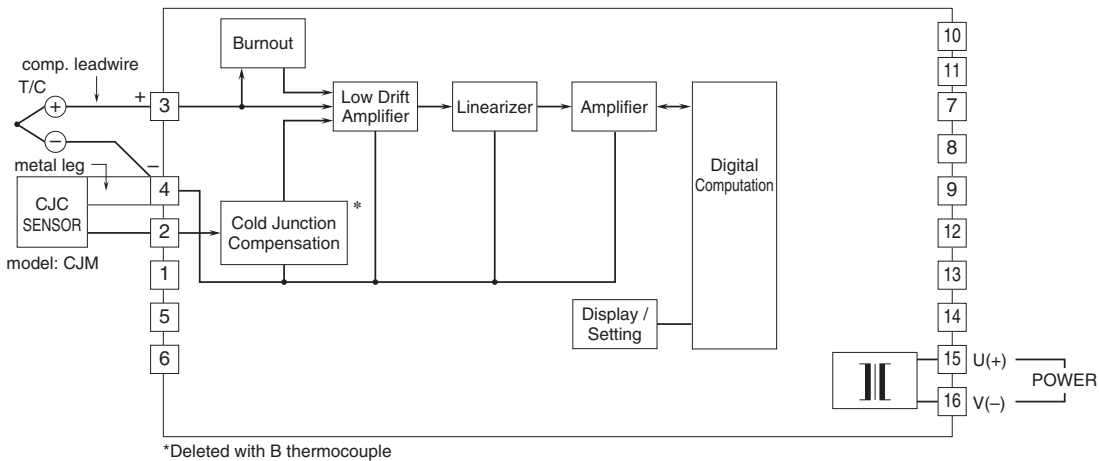 Burnout
comp. leadwire
T/C
+
+
3
−
−
metal leg
4
CJC
SENSOR
2
model: CJM
1
5
6
Low Drift
Amplifier
Linearizer
Amplifier
Cold Junction
Compensation
*
Digital
Computation
Display /
Setting
10
11
7
8
9
12
13
14
15
U(+)
POWER
16
V(–)
*Deleted with B thermocouple